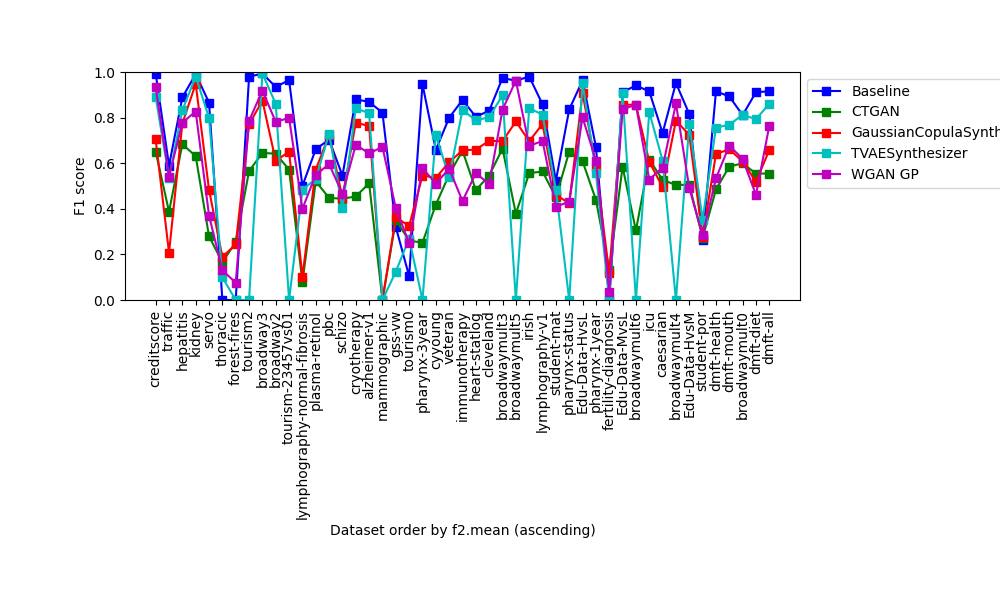 1.0
0.8
0.6
0.4
0.2
0.0
F1 score
Baseline
CTGAN
GaussianCopulaSynth
TVAESynthesizer
WGAN GP
creditscore
traffic
hepatitis
kidney
servo
thoracic
forest-fires
tourism2
broadway3
broadway2
tourism-23457vs01
lymphography-normal-fibrosis
plasma-retinol
pbc
schizo
cryotherapy
alzheimer-v1
mammographic
gss-vw
tourism0
pharynx-3year
cyyoung
veteran
immunotherapy
heart-statlog
cleveland
broadwaymult3
broadwaymult5
irish
lymphography-v1
student-mat
pharynx-status
Edu-Data-HvsL
pharynx-1year
fertility-diagnosis
Edu-Data-MvsL
broadwaymult6
icu
caesarian
broadwaymult4
Edu-Data-HvsM
student-por
dmft-health
dmft-mouth
broadwaymult0
dmft-diet
dmft-all
Dataset order by f2.mean (ascending)